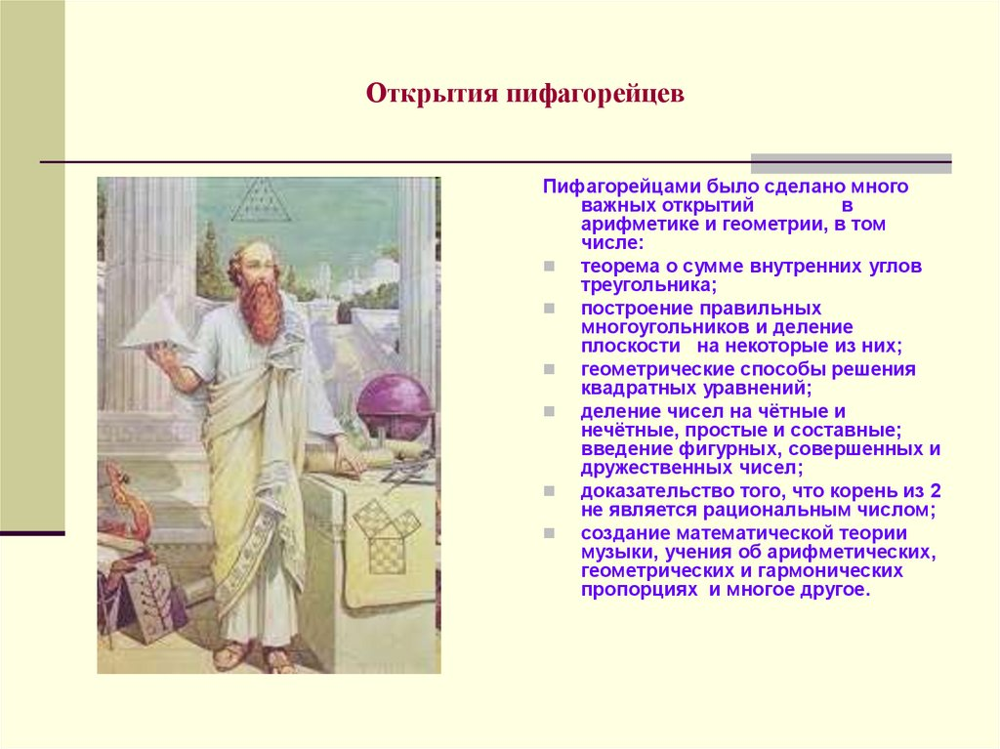 Открытия пифагорейцев
Пифагорейцами было сделано много
важных открытий в
арифметике и геометрии, в том
числе:
теорема о сумме внутренних углов
треугольника;
построение правильных
многоугольников и деление
плоскости на некоторые из них;
геометрические способы решения
квадратных уравнений;
деление чисел на чётные и
нечётные, простые и составные;
введение фигурных, совершенных и
дружественных чисел;
доказательство того, что корень из 2
не является рациональным числом;
создание математической теории
музыки, учения об арифметических,
геометрических и гармонических
пропорциях и многое другое.